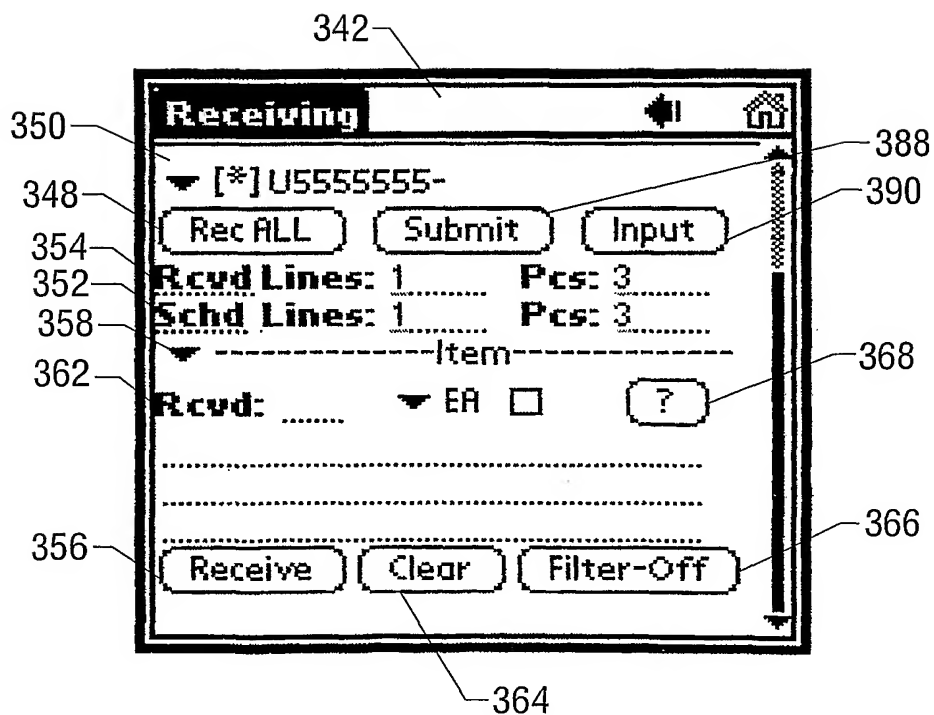 342
Receiving
350
388
[*] U5555555-
348
390
Rec ALL Submit Input
354
Rcvd Lines: 1 Pcs: 3
352
Schd Lines: 1 Pcs: 3
358
Item
368
362
Rcvd: EA ?
366
356
Receive Clear Filter-Off
364